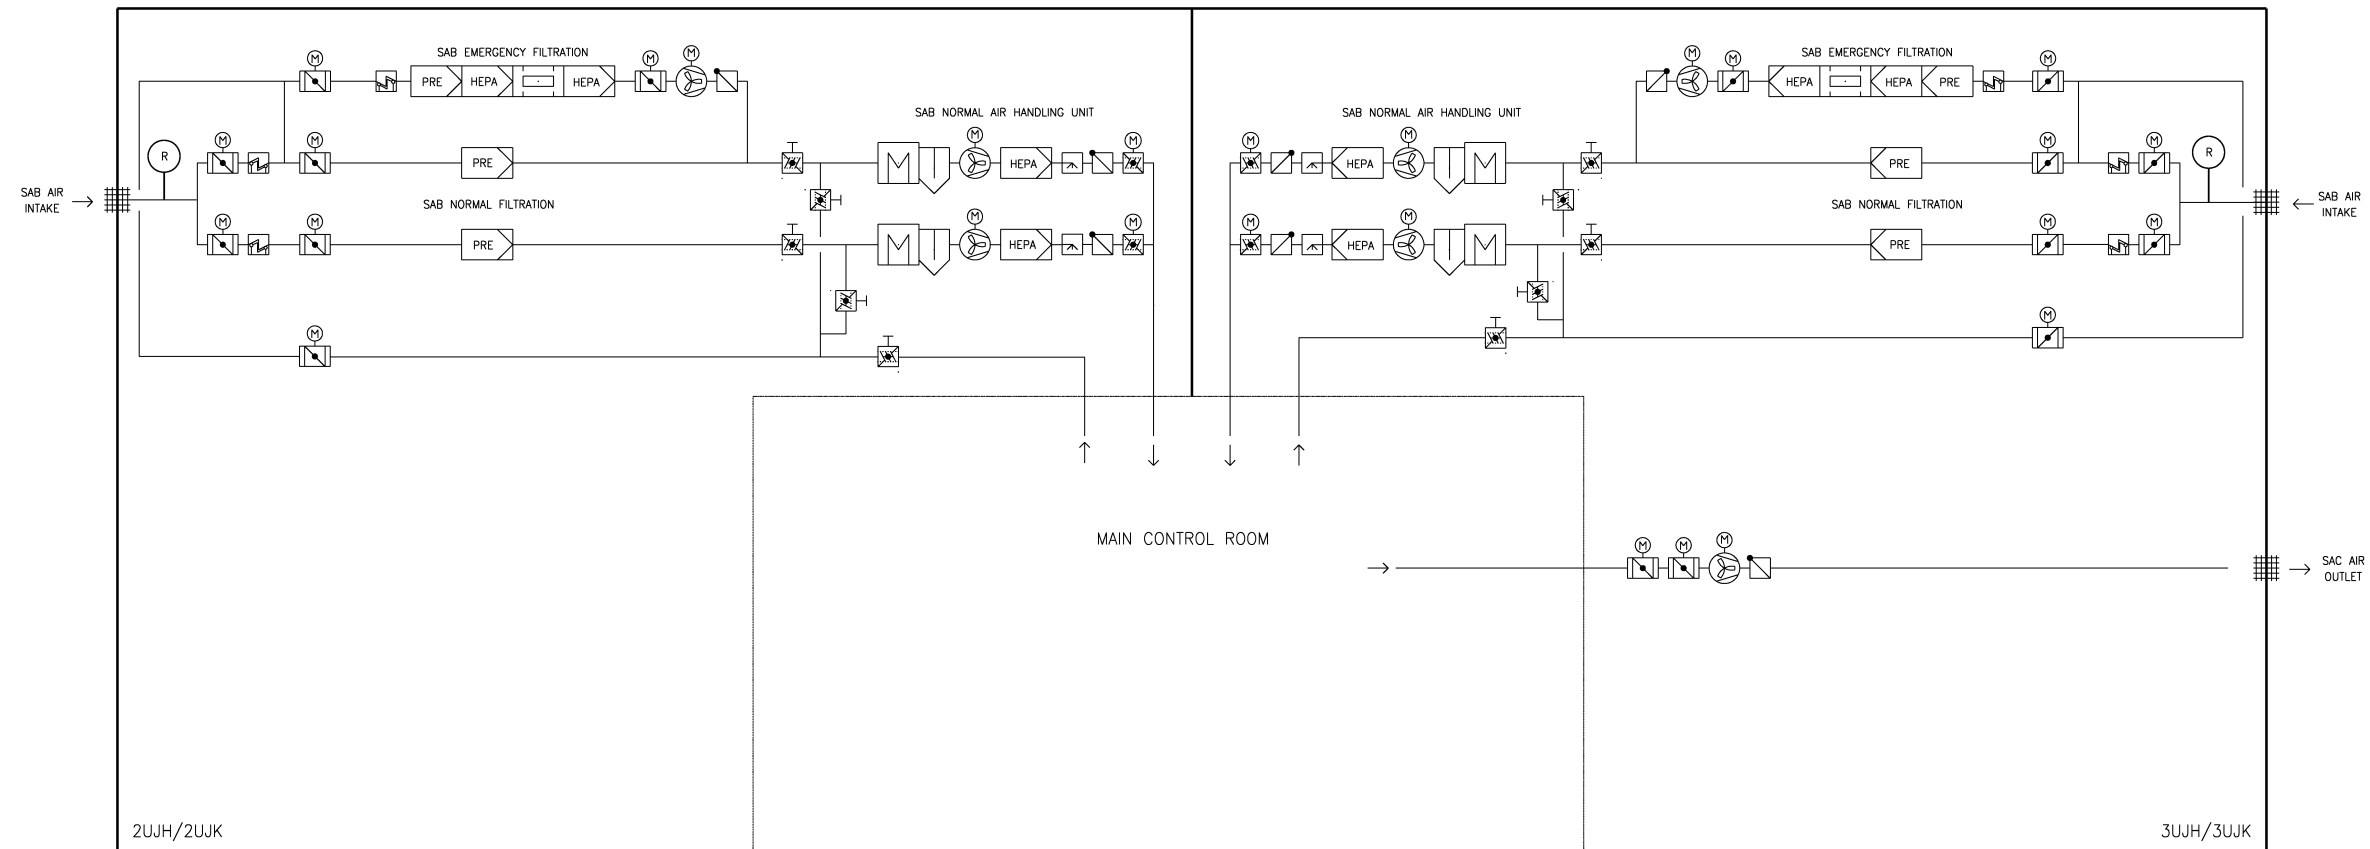 M
M
M
M
M
SAB EMERGENCY FILTRATION
SAB EMERGENCY FILTRATION
PRE
HEPA
HEPA
HEPA
HEPA
PRE
SAB NORMAL AIR HANDLING UNIT
SAB NORMAL AIR HANDLING UNIT
M
M
M
M
M
M
M
M
M
R
PRE
M
HEPA
HEPA
M
PRE
R
SAB AIR
INTAKE
SAB AIR
INTAKE
SAB NORMAL FILTRATION
SAB NORMAL FILTRATION
M
M
M
M
M
M
M
M
PRE
M
HEPA
HEPA
M
PRE
M
M
MAIN CONTROL ROOM
M
M
M
SAC AIR
OUTLET
2UJH/2UJK
3UJH/3UJK